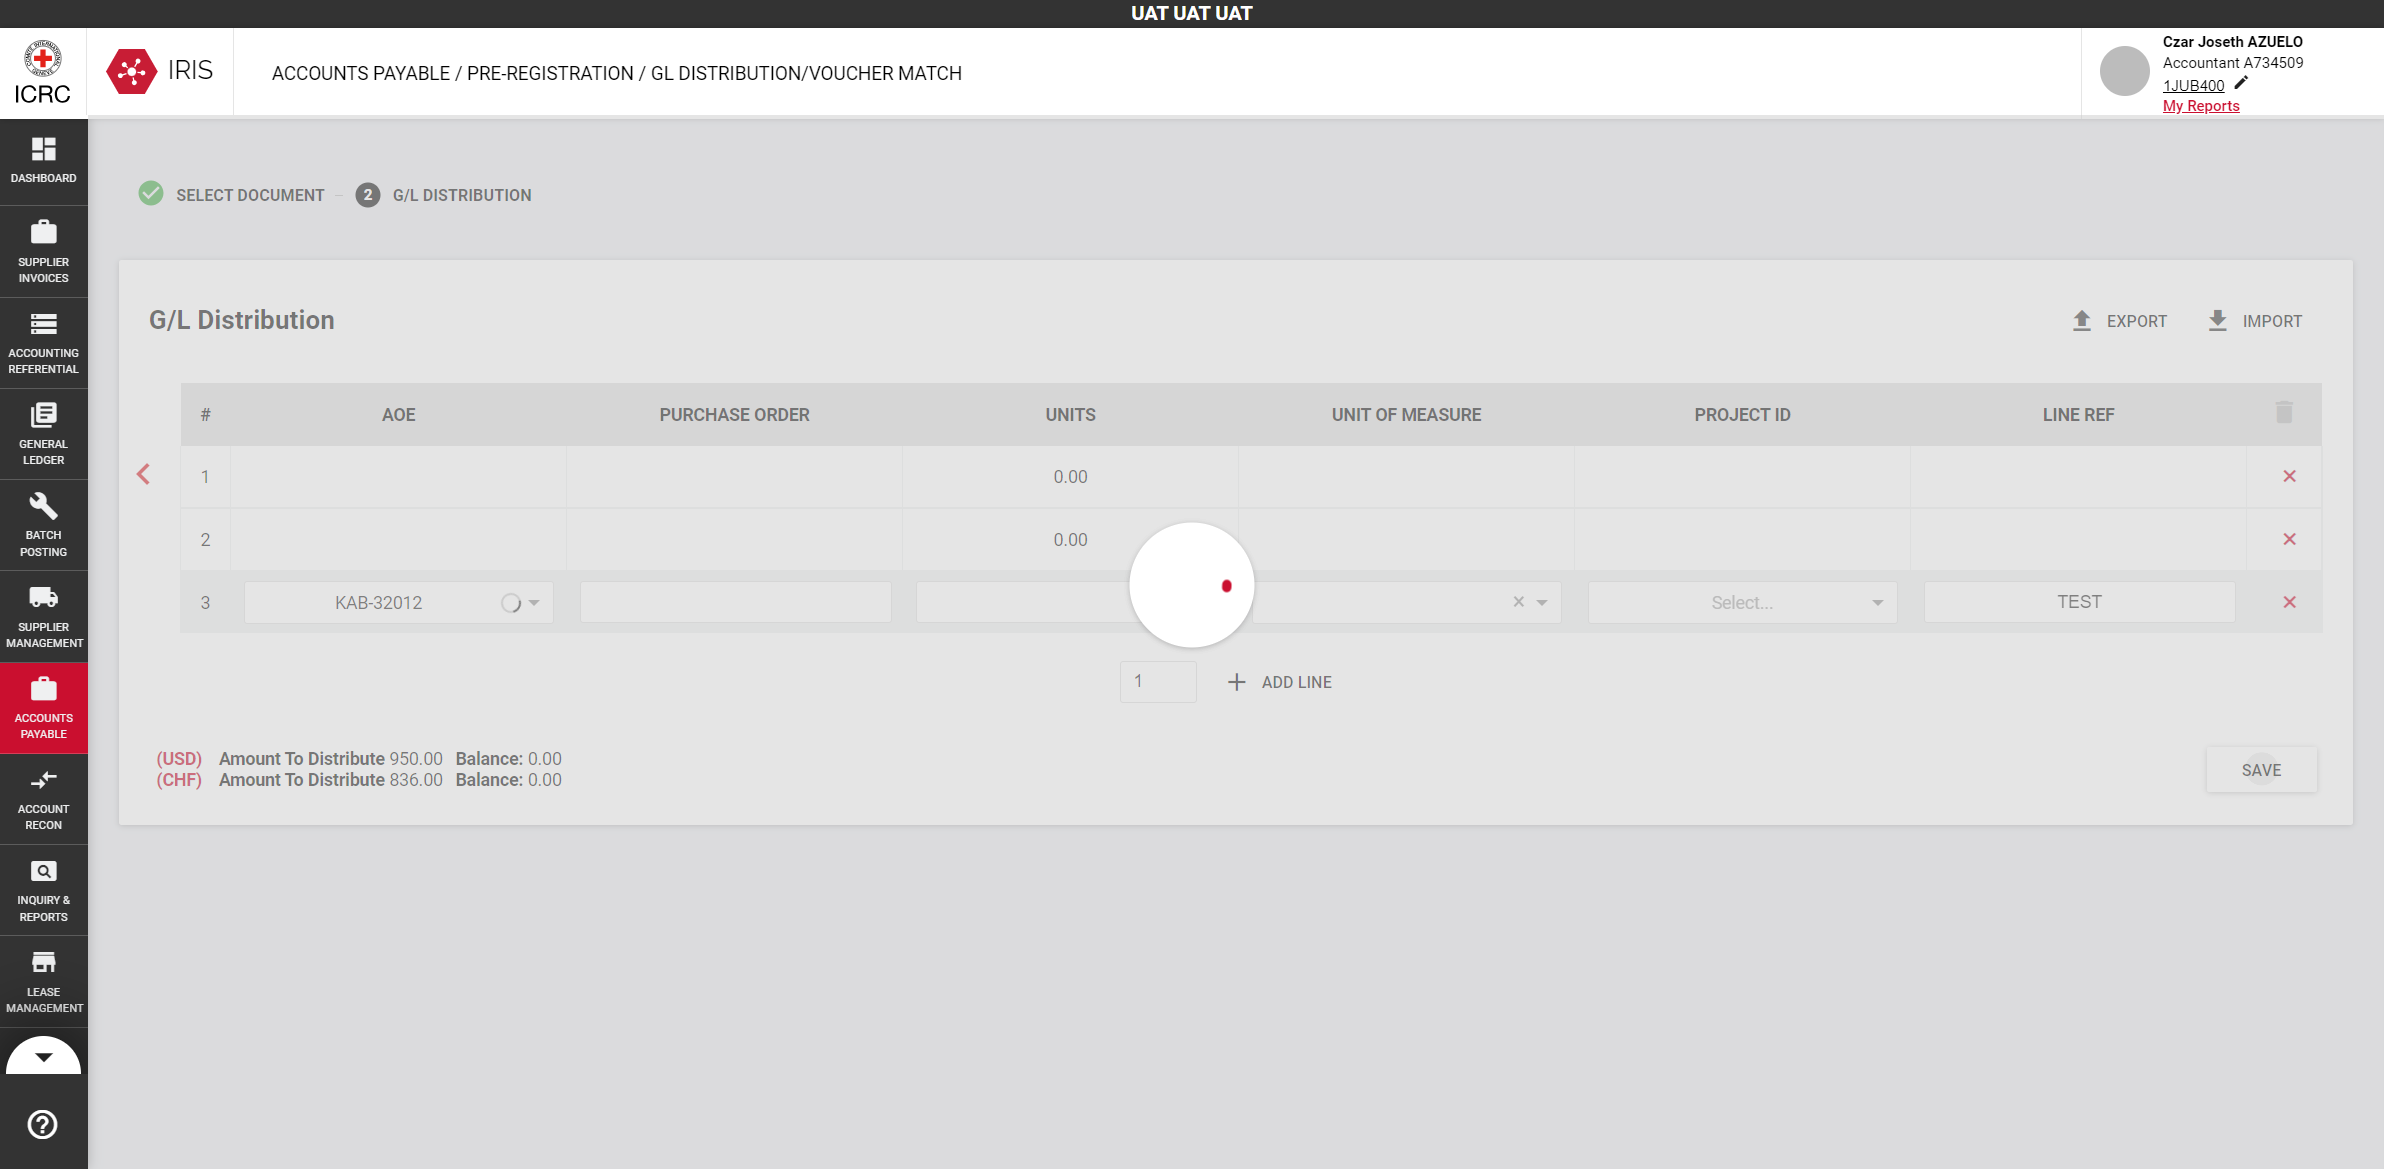 UAT UAT UAT
ICRC
IRIS
ACCOUNTS PAYABLE / PRE-REGISTRATION / GL DISTRIBUTION/VOUCHER MATCH
Czar Joseth AZUELO
Accountant A734509
1JUB400
My Reports
DASHBOARD
SUPPLIER
INVOICES
ACCOUNTING
REFERENTIAL
GENERAL
LEDGER
BATCH
POSTING
SUPPLIER
MANAGEMENT
ACCOUNTS
PAYABLE
ACCOUNT
RECON
INQUIRY &
REPORTS
LEASE
MANAGEMENT
SELECT DOCUMENT
2 G/L DISTRIBUTION
G/L Distribution
EXPORT IMPORT
# AOE PURCHASE ORDER UNITS UNIT OF MEASURE PROJECT ID LINE REF
1 0.00
2 0.00
3 KAB-32012 Select... TEST
1 ADD LINE
(USD) Amount To Distribute 950.00 Balance: 0.00
(CHF) Amount To Distribute 836.00 Balance: 0.00
SAVE